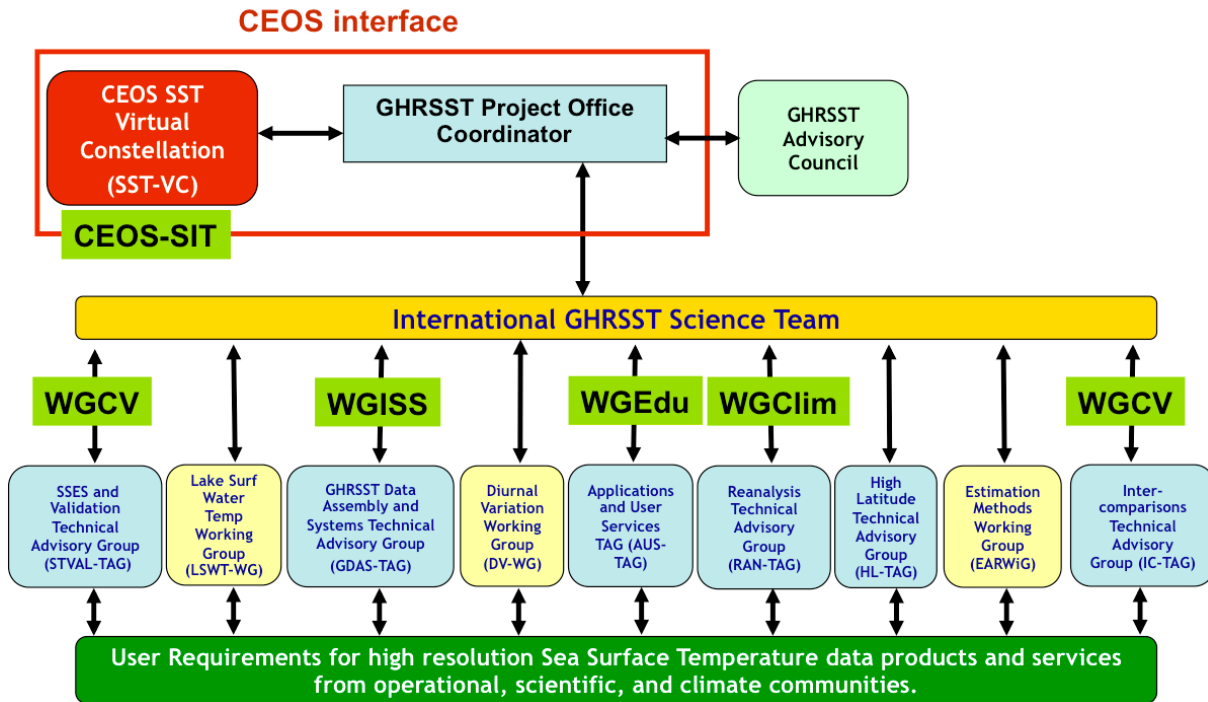 CEOS interface
CEOS SST
Virtual
Constellation
(SST-VC)
GHRSST Project Office
Coordinator
GHRSST
Advisory
Council
CEOS-SIT
International GHRSST Science Team
WGCV
WGISS
WGEdu
WGClim
WGCV
SSES and
Validation
Technical
Advisory Group
(STVAL-TAG)
Lake Surf
Water
Temp
Working
Group
(LSWT-WG)
GHRSST Data
Assembly and
Systems Technical
Advisory Group
(GDAS-TAG)
Diurnal
Variation
Working
Group
(DV-WG)
Applications
and User
Services
TAG (AUS-
TAG)
Reanalysis
Technical
Advisory
Group
(RAN-TAG)
High
Latitude
Technical
Advisory
Group
(HL-TAG)
Estimation
Methods
Working
Group
(EARWiG)
Inter-
comparisons
Technical
Advisory
Group (IC-TAG)
User Requirements for high resolution Sea Surface Temperature data products and services
from operational, scientific, and climate communities.